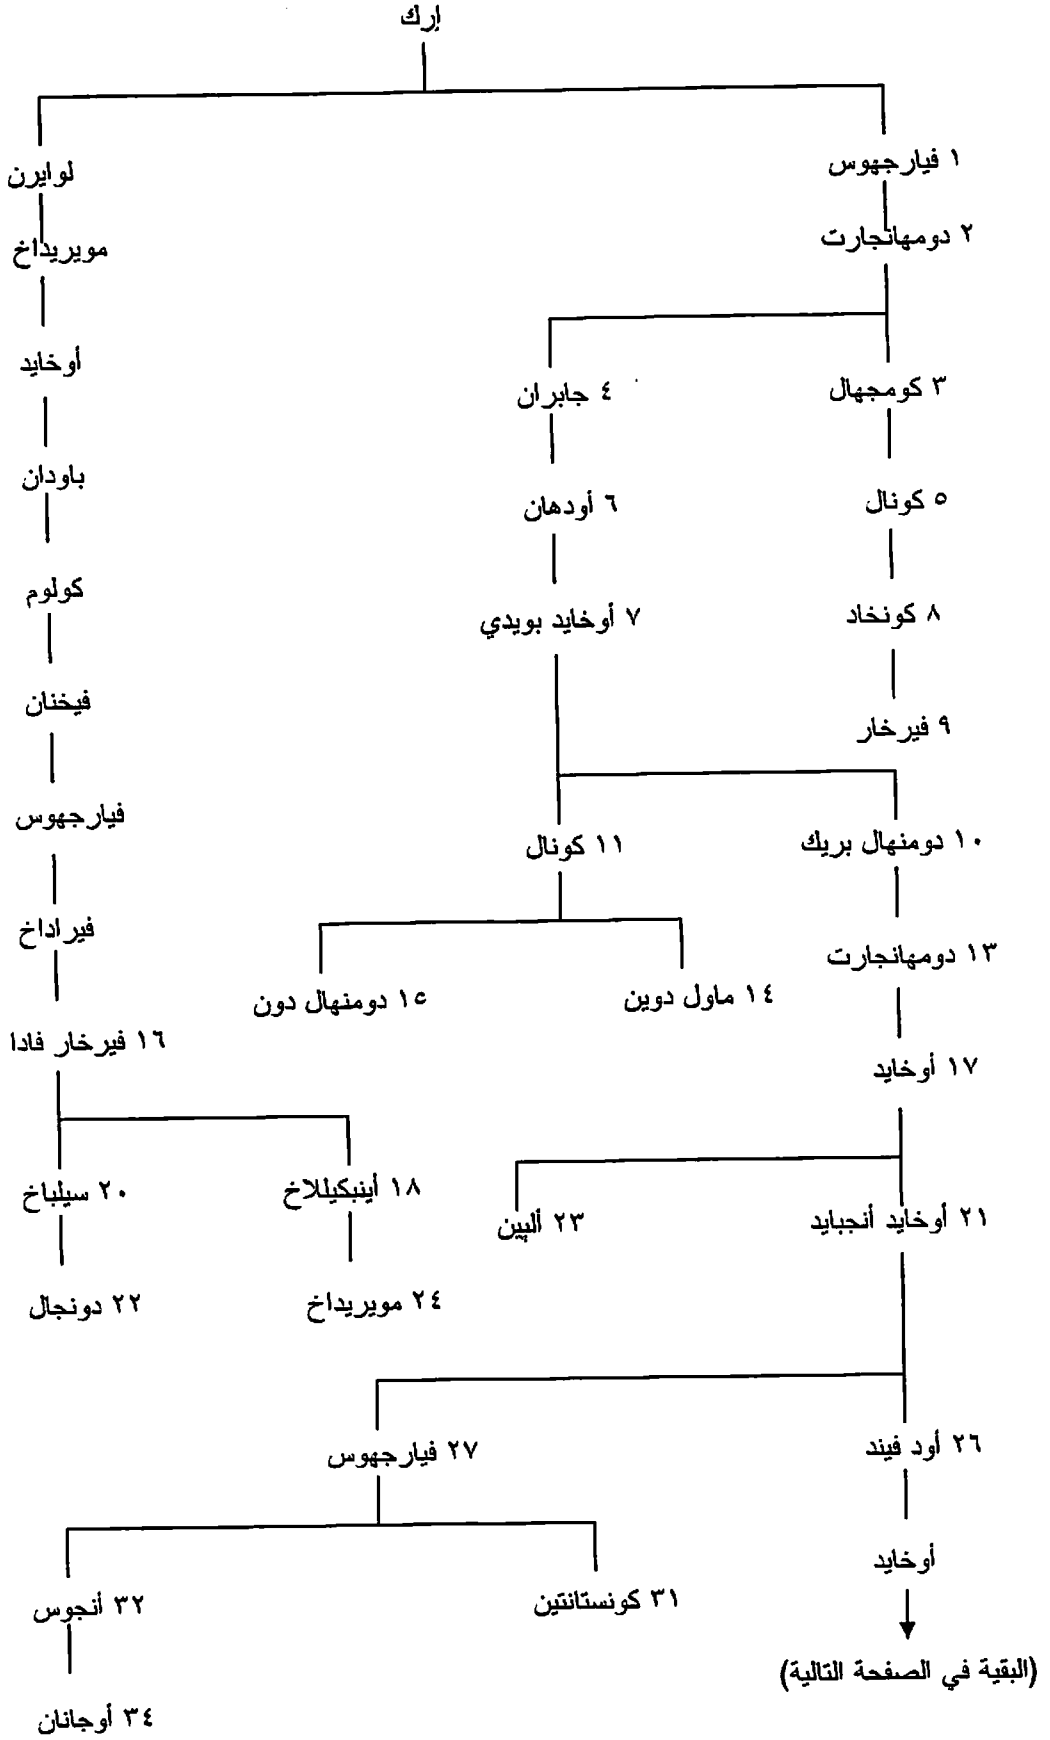 إرك
١ فيارجهوس
لوايرن
٢ دومهانجارت
مويريداخ
أوخايد
٣ كومجهال
٤ جابران
باودان
٥ كونال
٦ أودهان
كولوم
٨ كونخاد
٧ أوخايد بويدي
فيخنان
٩ فيرخار
فيارجهوس
١٠ دومنهال بريك
١١ كونال
فيراداخ
١٣ دومهانجارت
١٤ ماول دوين
١٥ دومنهال دون
١٦ فيرخار فادا
١٧ أوخايد
١٨ أينبكيللاخ
٢٠ سيلباخ
٢١ أوخايد أنجبايد
٢٣ ألبين
٢٤ مويريداخ
٢٢ دونجال
٢٦ أود فيند
٢٧ فيارجهوس
أوخايد
٣١ كونستانتين
٣٢ أنجوس
(البقية في الصفحة التالية)
٣٤ أوجانان